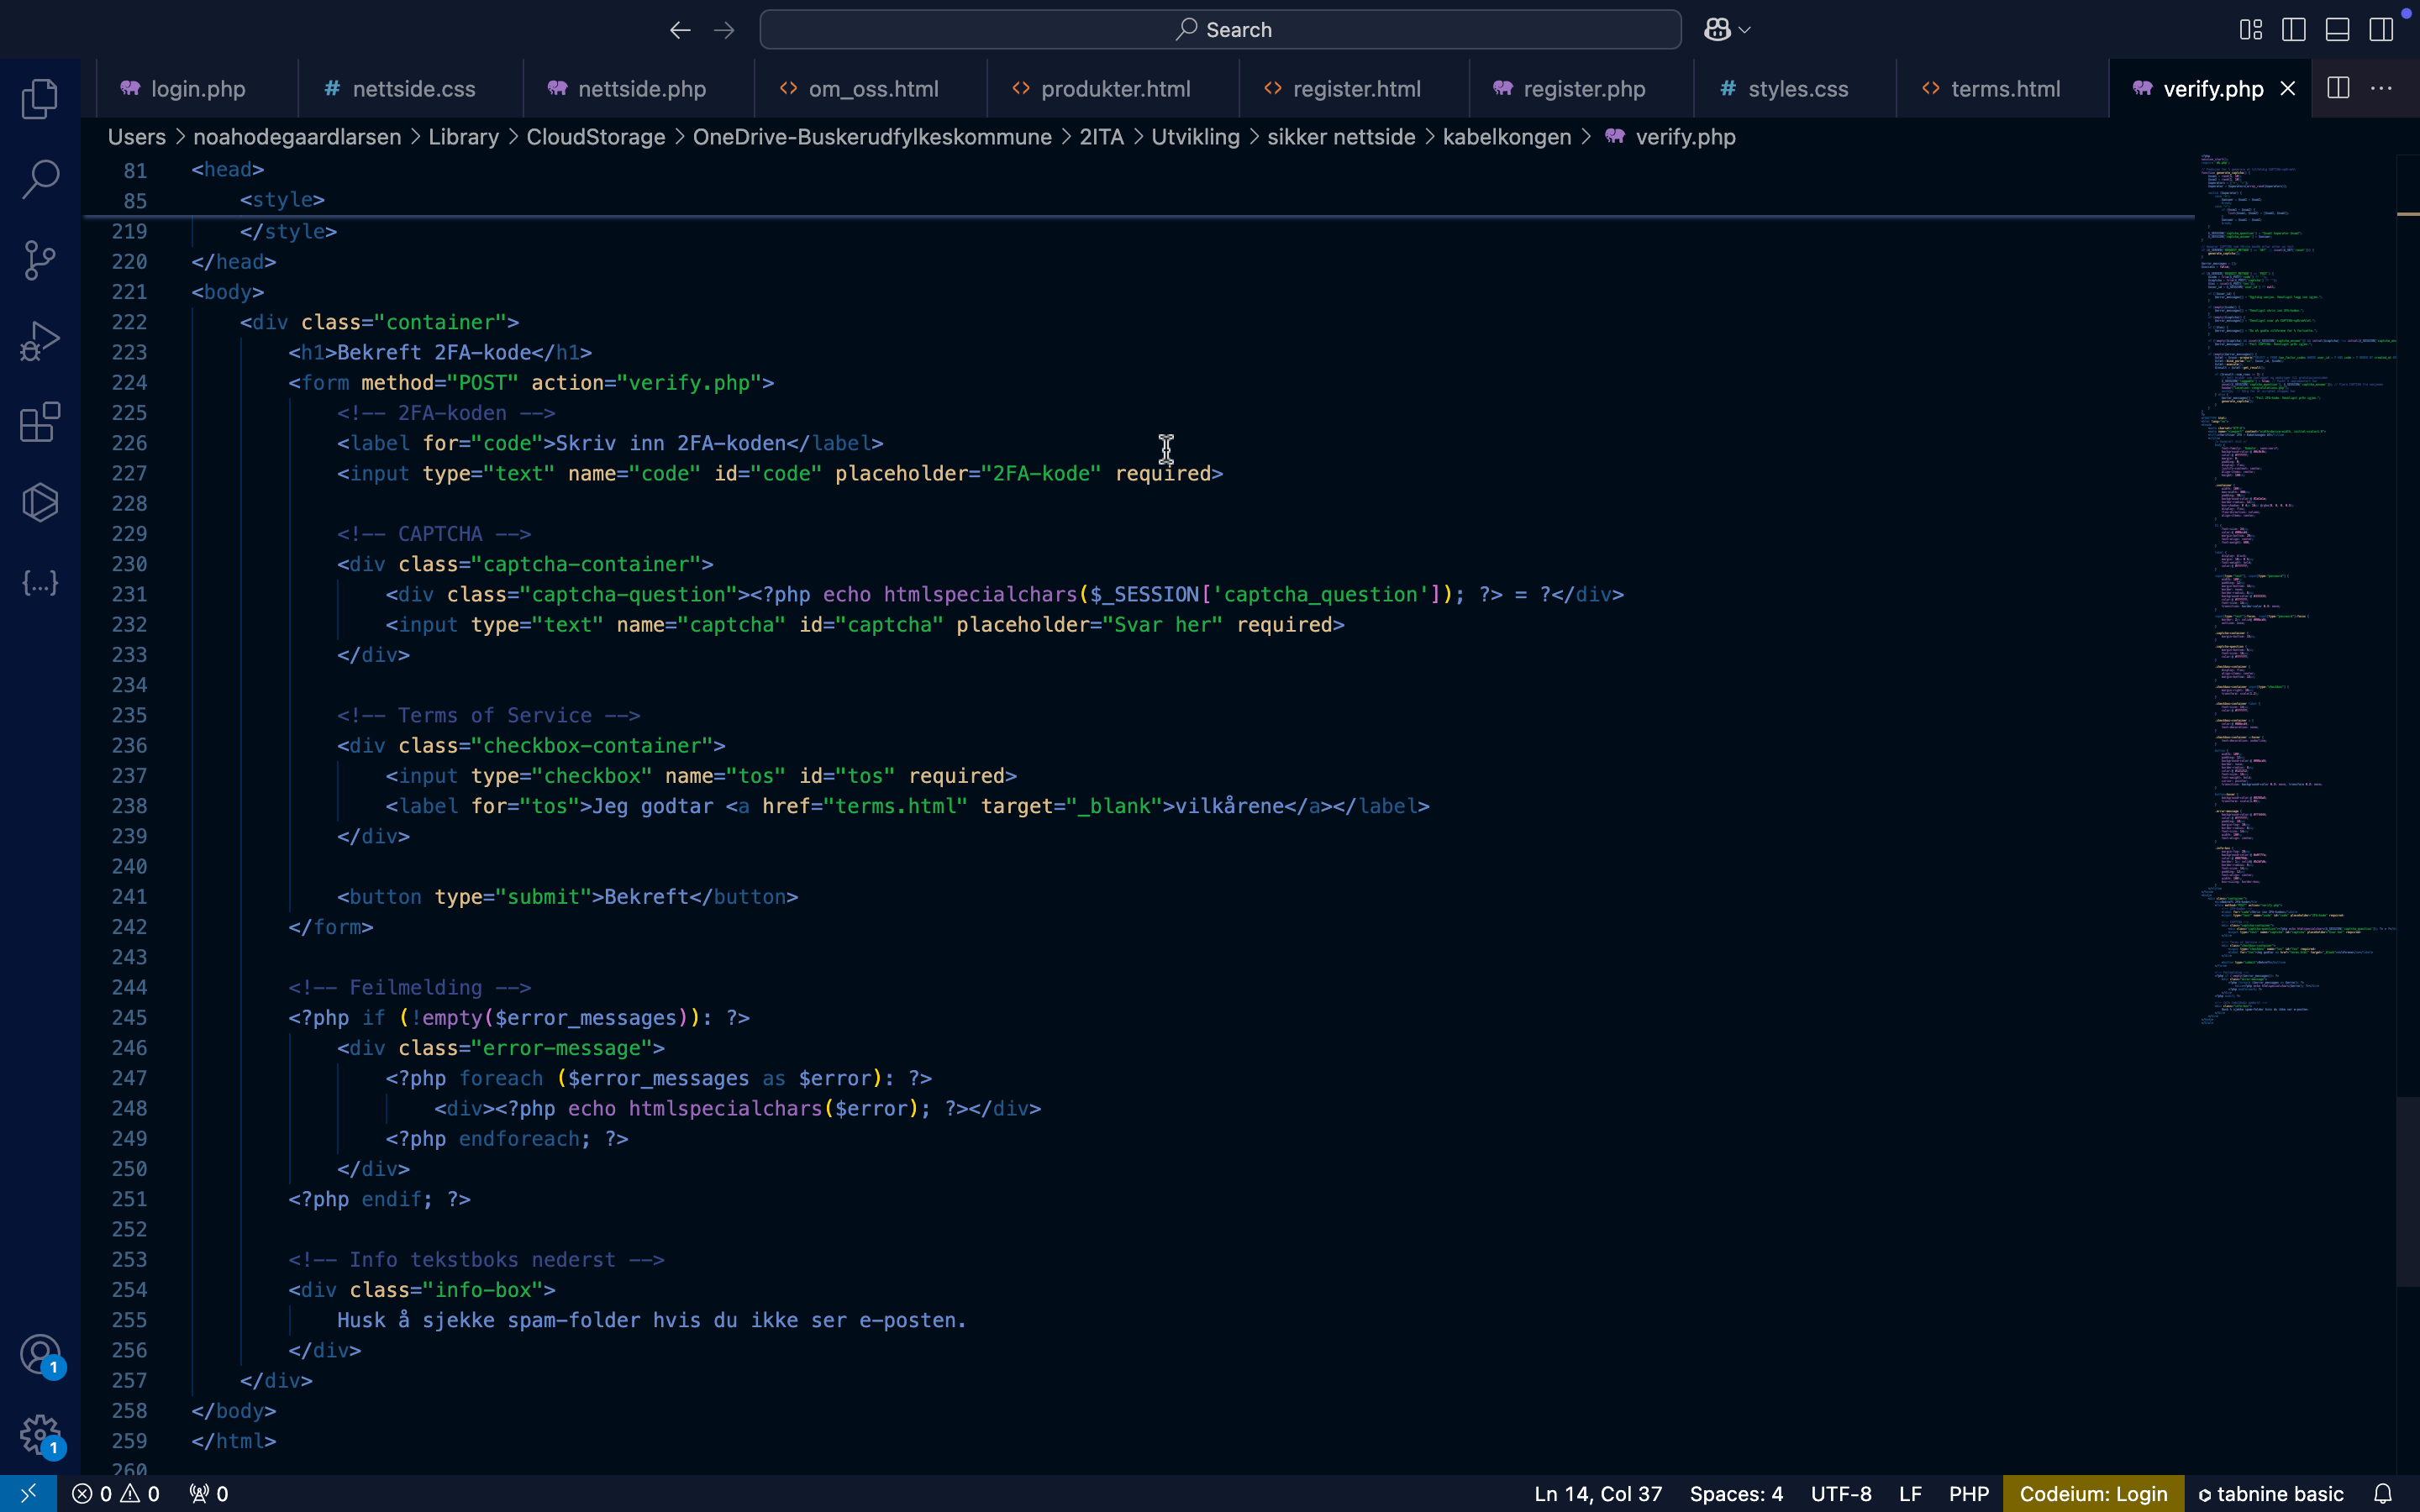 Search
login.php
nettside.css
nettside.php
om_oss.html
produkter.html
register.html
register.php
styles.css
terms.html
verify.php
Users > noahodegaardlarsen > Library > CloudStorage > OneDrive-Buskerudfylkeskommune > 2ITA > Utvikling > sikker nettside > kabelkongen > verify.php
81 <head>
85 <style>
219 </style>
220 </head>
221 <body>
222 <div class="container">
223 <h1>Bekreft 2FA-kode</h1>
224 <form method="POST" action="verify.php">
225 <!-- 2FA-koden -->
226 <label for="code">Skriv inn 2FA-koden</label>
227 <input type="text" name="code" id="code" placeholder="2FA-kode" required>
228
229 <!-- CAPTCHA -->
230 <div class="captcha-container">
231 <div class="captcha-question"><?php echo htmlspecialchars($_SESSION['captcha_question']); ?> = ?</div>
232 <input type="text" name="captcha" id="captcha" placeholder="Svar her" required>
233 </div>
234
235 <!-- Terms of Service -->
236 <div class="checkbox-container">
237 <input type="checkbox" name="tos" id="tos" required>
238 <label for="tos">Jeg godtar <a href="terms.html" target="_blank">vilkårene</a></label>
239 </div>
240
241 <button type="submit">Bekreft</button>
242 </form>
243
244 <!-- Feilmelding -->
245 <?php if (!empty($error_messages)): ?>
246 <div class="error-message">
247 <?php foreach ($error_messages as $error): ?>
248 <div><?php echo htmlspecialchars($error); ?></div>
249 <?php endforeach; ?>
250 </div>
251 <?php endif; ?>
252
253 <!-- Info tekstboks nederst -->
254 <div class="info-box">
255 Husk å sjekke spam-folder hvis du ikke ser e-posten.
256 </div>
257 </div>
258 </body>
259 </html>
260
1
1
0 0 0
Ln 14, Col 37
Spaces: 4
UTF-8
LF
PHP
Codeium: Login
tabnine basic